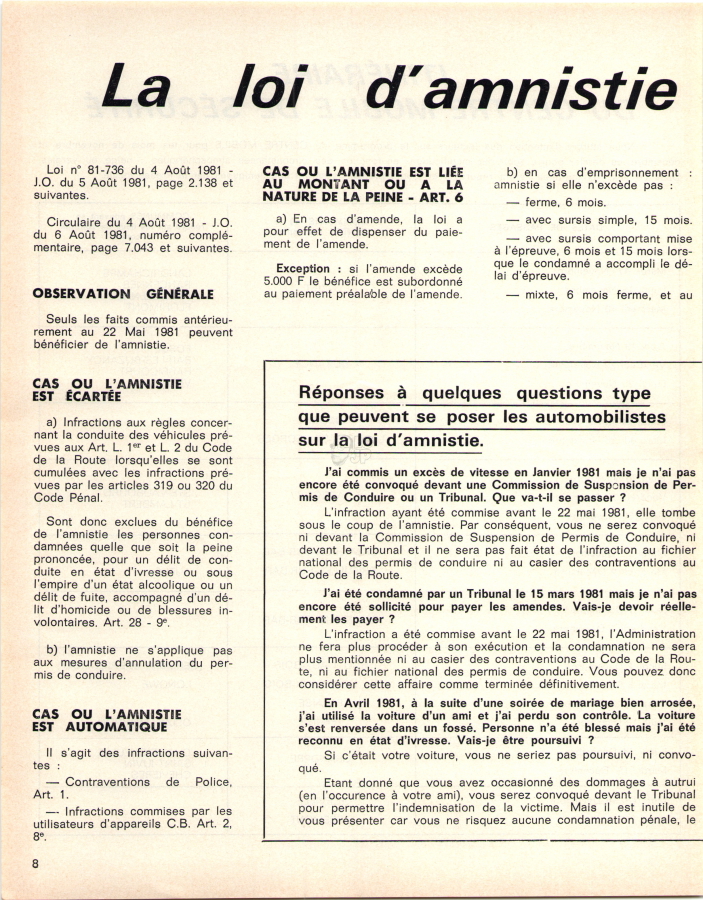 La loi d'amnistie
Loi n° 81-736 du 4 Août 1981 -
J.O. du 5 Août 1981, page 2.138 et
suivantes.
Circulaire du 4 Août 1981 - J.O.
du 6 Août 1981, numéro complé-
mentaire, page 7.043 et suivantes.
OBSERVATION GÉNÉRALE
Seuls les faits commis antérieu-
rement au 22 Mai 1981 peuvent
bénéficier de l'amnistie.
CAS OU L'AMNISTIE
EST ÉCARTÉE
a) Infractions aux règles concer-
nant la conduite des véhicules pré-
vues aux Art. L. 1er et L. 2 du Code
de la Route lorsqu'elles se sont
cumulées avec les infractions pré-
vues par les articles 319 ou 320 du
Code Pénal.
Sont donc exclues du bénéfice
de l'amnistie les personnes con-
damnées quelle que soit la peine
prononcée, pour un délit de con-
duite en état d'ivresse ou sous
l'empire d'un état alcoolique ou un
délit de fuite, accompagné d'un dé-
lit d'homicide ou de blessures in-
volontaires. Art. 28 - 9e.
b) l'amnistie ne s'applique pas
aux mesures d'annulation du per-
mis de conduire.
CAS OU L'AMNISTIE
EST AUTOMATIQUE
Il s'agit des infractions suivan-
tes :
— Contraventions de Police,
Art. 1.
— Infractions commises par les
utilisateurs d'appareils C.B. Art. 2,
8e.
CAS OU L'AMNISTIE EST LIÉE
AU MONTANT OU A LA
NATURE DE LA PEINE - ART. 6
a) En cas d'amende, la loi a
pour effet de dispenser du paie-
ment de l'amende.
Exception : si l'amende excède
5.000 F le bénéfice est subordonné
au paiement préalable de l'amende.
b) en cas d'emprisonnement :
amnistie si elle n'excède pas :
— ferme, 6 mois.
— avec sursis simple, 15 mois.
— avec sursis comportant mise
à l'épreuve, 6 mois et 15 mois lors-
que le condamné a accompli le dé-
lai d'épreuve.
— mixte, 6 mois ferme, et au
Réponses à quelques questions type
que peuvent se poser les automobilistes
sur la loi d'amnistie.
J'ai commis un excès de vitesse en Janvier 1981 mais je n'ai pas
encore été convoqué devant une Commission de Suspension de Per-
mis de Conduire ou un Tribunal. Que va-t-il se passer ?
L'infraction ayant été commise avant le 22 mai 1981, elle tombe
sous le coup de l'amnistie. Par conséquent, vous ne serez convoqué
ni devant la Commission de Suspension de Permis de Conduire, ni
devant le Tribunal et il ne sera pas fait état de l'infraction au fichier
national des permis de conduire ni au casier des contraventions au
Code de la Route.
J'ai été condamné par un Tribunal le 15 mars 1981 mais je n'ai pas
encore été sollicité pour payer les amendes. Vais-je devoir réelle-
ment les payer ?
L'infraction a été commise avant le 22 mai 1981, l'Administration
ne fera plus procéder à son exécution et la condamnation ne sera
plus mentionnée ni au casier des contraventions au Code de la Rou-
te, ni au fichier national des permis de conduire. Vous pouvez donc
considérer cette affaire comme terminée définitivement.
En Avril 1981, à la suite d'une soirée de mariage bien arrosée,
j'ai utilisé la voiture d'un ami et j'ai perdu son contrôle. La voiture
s'est renversée dans un fossé. Personne n'a été blessé mais j'ai été
reconnu en état d'ivresse. Vais-je être poursuivi ?
Si c'était votre voiture, vous ne seriez pas poursuivi, ni convo-
qué.
Etant donné que vous avez occasionné des dommages à autrui
(en l'occurence à votre ami), vous serez convoqué devant le Tribunal
pour permettre l'indemnisation de la victime. Mais il est inutile de
vous présenter car vous ne risquez aucune condamnation pénale, le
8